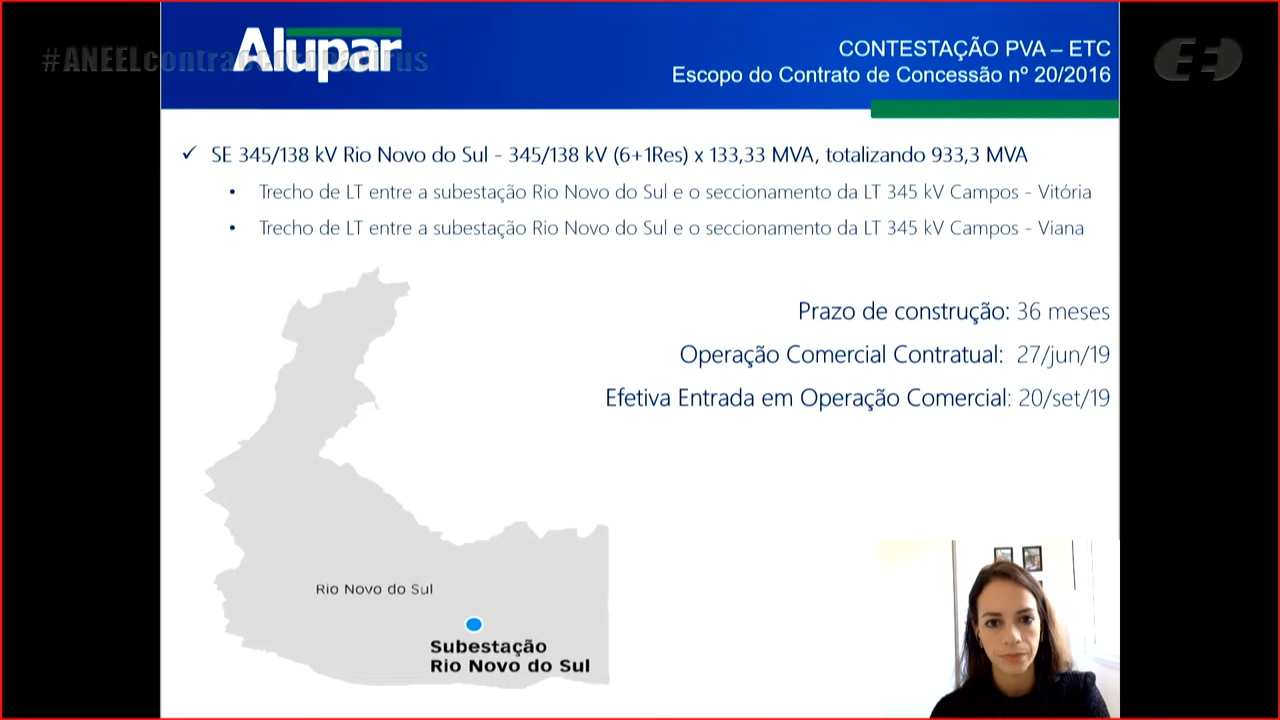 #ANEELcontraocoronavírus
Alupar
CONTESTAÇÃO PVA – ETC
Escopo do Contrato de Concessão nº 20/2016
✓ SE 345/138 kV Rio Novo do Sul - 345/138 kV (6+1Res) x 133,33 MVA, totalizando 933,3 MVA
• Trecho de LT entre a subestação Rio Novo do Sul e o seccionamento da LT 345 kV Campos - Vitória
• Trecho de LT entre a subestação Rio Novo do Sul e o seccionamento da LT 345 kV Campos - Viana
Prazo de construção: 36 meses
Operação Comercial Contratual: 27/jun/19
Efetiva Entrada em Operação Comercial: 20/set/19
Rio Novo do Sul
Subestação
Rio Novo do Sul